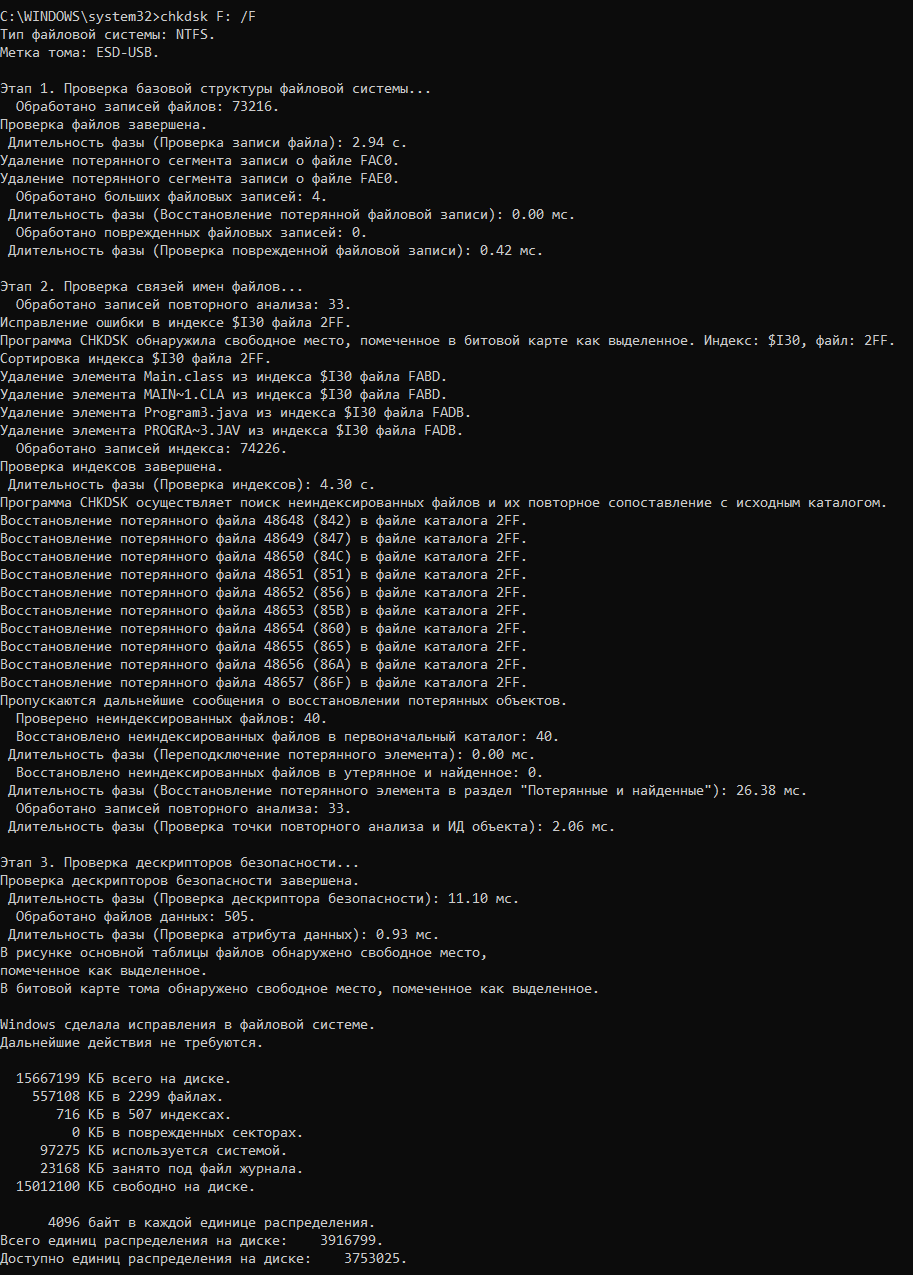 C:\WINDOWS\system32>chkdsk F: /F
Тип файловой системы: NTFS.
Метка тома: ESD-USB.
Этап 1. Проверка базовой структуры файловой системы...
Обработано записей файлов: 73216.
Проверка файлов завершена.
Длительность фазы (Проверка записи файла): 2.94 с.
Удаление потерянного сегмента записи о файле FAC0.
Удаление потерянного сегмента записи о файле FAE0.
Обработано больших файловых записей: 4.
Длительность фазы (Восстановление потерянной файловой записи): 0.00 мс.
Обработано поврежденных файловых записей: 0.
Длительность фазы (Проверка поврежденной файловой записи): 0.42 мс.
Этап 2. Проверка связей имен файлов...
Обработано записей повторного анализа: 33.
Исправление ошибки в индексе $I30 файла 2FF.
Программа CHKDSK обнаружила свободное место, помеченное в битовой карте как выделенное. Индекс: $I30, файл: 2FF.
Сортировка индекса $I30 файла 2FF.
Удаление элемента Main.class из индекса $I30 файла FABD.
Удаление элемента MAIN~1.CLA из индекса $I30 файла FABD.
Удаление элемента Program3.java из индекса $I30 файла FADB.
Удаление элемента PROGRA~3.JAV из индекса $I30 файла FADB.
Обработано записей индекса: 74226.
Проверка индексов завершена.
Длительность фазы (Проверка индексов): 4.30 с.
Программа CHKDSK осуществляет поиск неиндексированных файлов и их повторное сопоставление с исходным каталогом.
Восстановление потерянного файла 48648 (842) в файле каталога 2FF.
Восстановление потерянного файла 48649 (847) в файле каталога 2FF.
Восстановление потерянного файла 48650 (84C) в файле каталога 2FF.
Восстановление потерянного файла 48651 (851) в файле каталога 2FF.
Восстановление потерянного файла 48652 (856) в файле каталога 2FF.
Восстановление потерянного файла 48653 (85B) в файле каталога 2FF.
Восстановление потерянного файла 48654 (860) в файле каталога 2FF.
Восстановление потерянного файла 48655 (865) в файле каталога 2FF.
Восстановление потерянного файла 48656 (86A) в файле каталога 2FF.
Восстановление потерянного файла 48657 (86F) в файле каталога 2FF.
Пропускаются дальнейшие сообщения о восстановлении потерянных объектов.
Проверено неиндексированных файлов: 40.
Восстановлено неиндексированных файлов в первоначальный каталог: 40.
Длительность фазы (Переподключение потерянного элемента): 0.00 мс.
Восстановлено неиндексированных файлов в утерянное и найденное: 0.
Длительность фазы (Восстановление потерянного элемента в раздел "Потерянные и найденные"): 26.38 мс.
Обработано записей повторного анализа: 33.
Длительность фазы (Проверка точки повторного анализа и ИД объекта): 2.06 мс.
Этап 3. Проверка дескрипторов безопасности...
Проверка дескрипторов безопасности завершена.
Длительность фазы (Проверка дескриптора безопасности): 11.10 мс.
Обработано файлов данных: 505.
Длительность фазы (Проверка атрибута данных): 0.93 мс.
В рисунке основной таблицы файлов обнаружено свободное место,
помеченное как выделенное.
В битовой карте тома обнаружено свободное место, помеченное как выделенное.
Windows сделала исправления в файловой системе.
Дальнейшие действия не требуются.
15667199 КБ всего на диске.
557108 КБ в 2299 файлах.
716 КБ в 507 индексах.
0 КБ в поврежденных секторах.
97275 КБ используется системой.
23168 КБ занято под файл журнала.
15012100 КБ свободно на диске.
4096 байт в каждой единице распределения.
Всего единиц распределения на диске: 3916799.
Доступно единиц распределения на диске: 3753025.